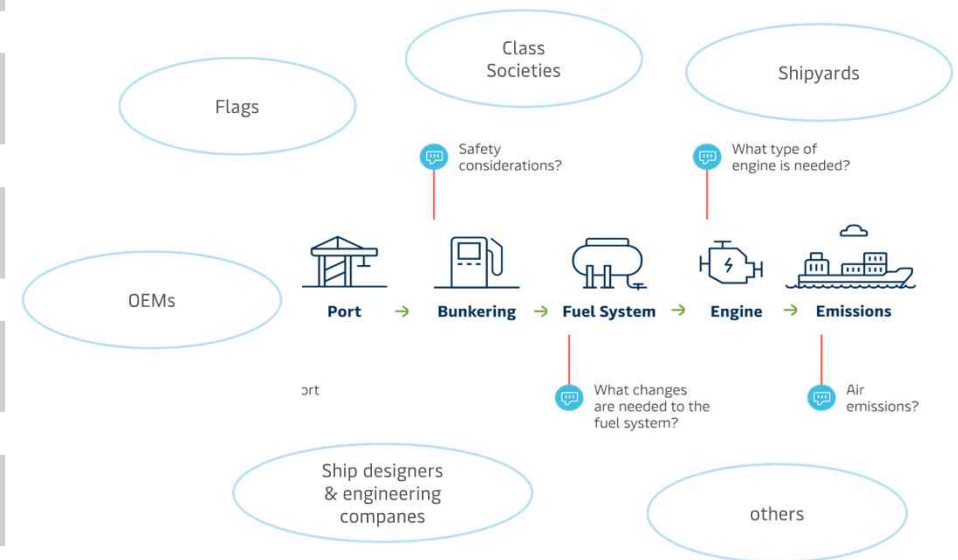 Class
Societies
Shipyards
Flags
Safety
considerations?
What type of
engine is needed?
OEMs
Port
Bunkering
Fuel System
Engine
Emissions
ort
What changes
are needed to the
fuel system?
Air
emissions?
Ship designers
& engineering
companes
others